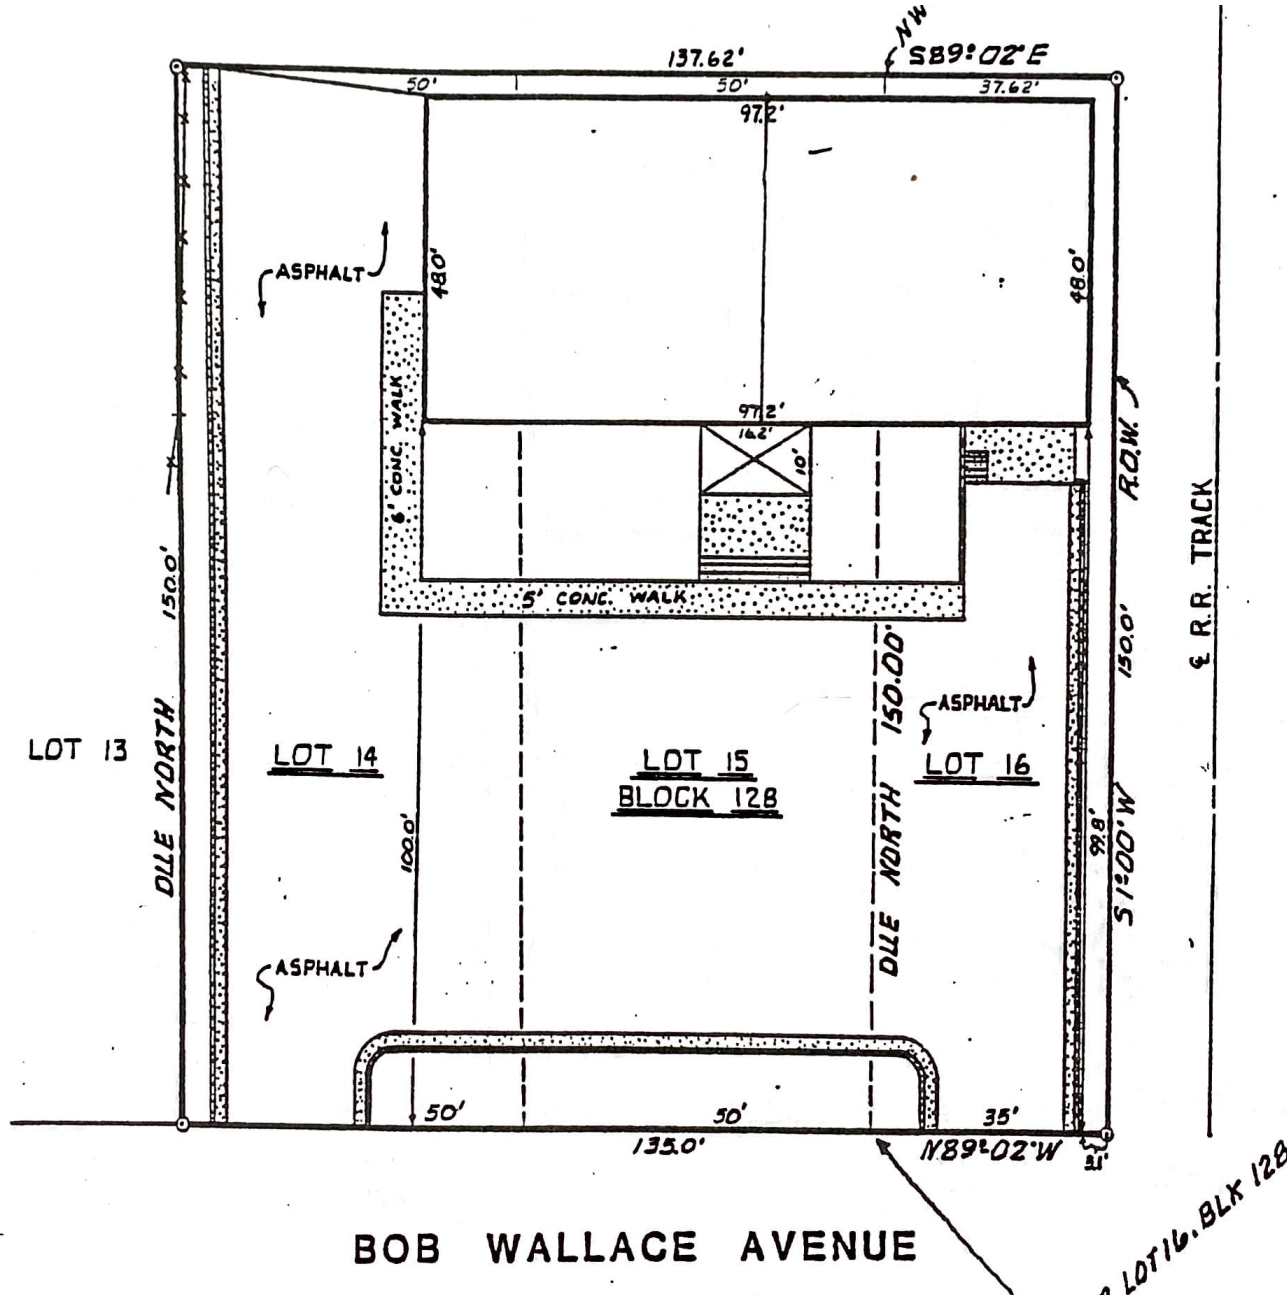 NW
137.62'
S89°02'E
50'
50'
37.62'
97.2'
ASPHALT
48.0'
48.0'
6' CONC. WALK
97.2'
16.2'
10'
R.O.W.
℄ R.R. TRACK
150.0'
5' CONC. WALK
150.0'
DUE NORTH 150.00'
ASPHALT
LOT 13
DUE NORTH
LOT 14
LOT 15
BLOCK 128
LOT 16
100.0'
99.8'
S 1°00'W
ASPHALT
50'
50'
35'
135.0'
N89°02'W
3.1'
LOT 16, BLK 128
BOB WALLACE AVENUE